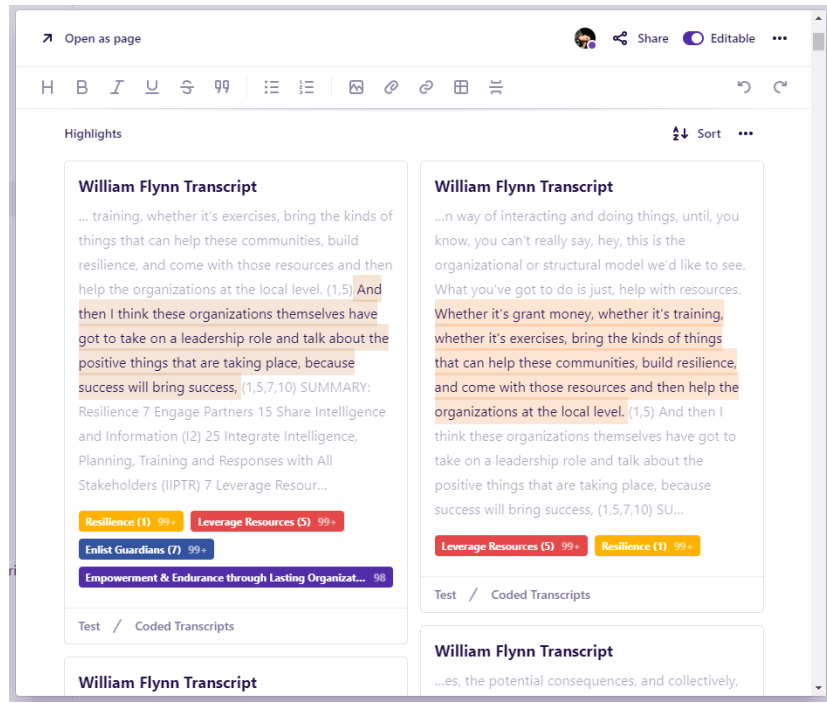 Open as page
Share
Editable
H B I U S
Highlights
Sort
William Flynn Transcript
... training, whether it's exercises, bring the kinds of
things that can help these communities, build
resilience, and come with those resources and then
help the organizations at the local level. (1,5) And
then I think these organizations themselves have
got to take on a leadership role and talk about the
positive things that are taking place, because
success will bring success, (1,5,7,10) SUMMARY:
Resilience 7 Engage Partners 15 Share Intelligence
and Information (I2) 25 Integrate Intelligence,
Planning, Training and Responses with All
Stakeholders (IIPTR) 7 Leverage Resour...
Resilience (1) 99+ Leverage Resources (5) 99+
Enlist Guardians (7) 99+
Empowerment & Endurance through Lasting Organizat... 98
Test / Coded Transcripts
William Flynn Transcript
William Flynn Transcript
...n way of interacting and doing things, until, you
know, you can't really say, hey, this is the
organizational or structural model we'd like to see.
What you've got to do is just, help with resources.
Whether it's grant money, whether it's training,
whether it's exercises, bring the kinds of things
that can help these communities, build resilience,
and come with those resources and then help the
organizations at the local level. (1,5) And then I
think these organizations themselves have got to
take on a leadership role and talk about the
positive things that are taking place, because
success will bring success, (1,5,7,10) SU...
Leverage Resources (5) 99+ Resilience (1) 99+
Test / Coded Transcripts
William Flynn Transcript
...es, the potential consequences, and collectively,